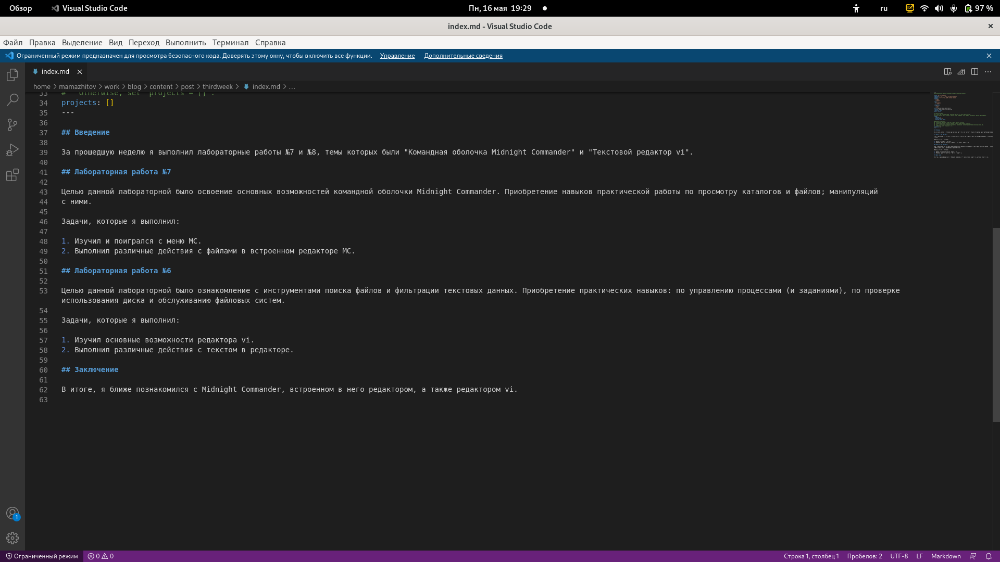 Обзор
Visual Studio Code
Пн, 16 мая 19:29
ru
97 %
index.md - Visual Studio Code
Файл Правка Выделение Вид Переход Выполнить Терминал Справка
Ограниченный режим предназначен для просмотра безопасного кода. Доверять этому окну, чтобы включить все функции. Управление Дополнительные сведения
index.md
home > mamazhitov > work > blog > content > post > thirdweek > index.md > ...
33 # Otherwise, set `projects = []`.
34 projects: []
35 ---
36
37 ## Введение
38
39 За прошедшую неделю я выполнил лабораторные работы №7 и №8, темы которых были "Командная оболочка Midnight Commander" и "Текстовой редактор vi".
40
41 ## Лабораторная работа №7
42
43 Целью данной лабораторной было освоение основных возможностей командной оболочки Midnight Commander. Приобретение навыков практической работы по просмотру каталогов и файлов; манипуляций
44 с ними.
45
46 Задачи, которые я выполнил:
47
48 1. Изучил и поигрался с меню MC.
49 2. Выполнил различные действия с файлами в встроенном редакторе MC.
50
51 ## Лабораторная работа №6
52
53 Целью данной лабораторной было ознакомление с инструментами поиска файлов и фильтрации текстовых данных. Приобретение практических навыков: по управлению процессами (и заданиями), по проверке
использования диска и обслуживанию файловых систем.
54
55 Задачи, которые я выполнил:
56
57 1. Изучил основные возможности редактора vi.
58 2. Выполнил различные действия с текстом в редакторе.
59
60 ## Заключение
61
62 В итоге, я ближе познакомился с Midnight Commander, встроенном в него редактором, а также редактором vi.
63
1
Ограниченный режим 0 0
Строка 1, столбец 1 Пробелов: 2 UTF-8 LF Markdown